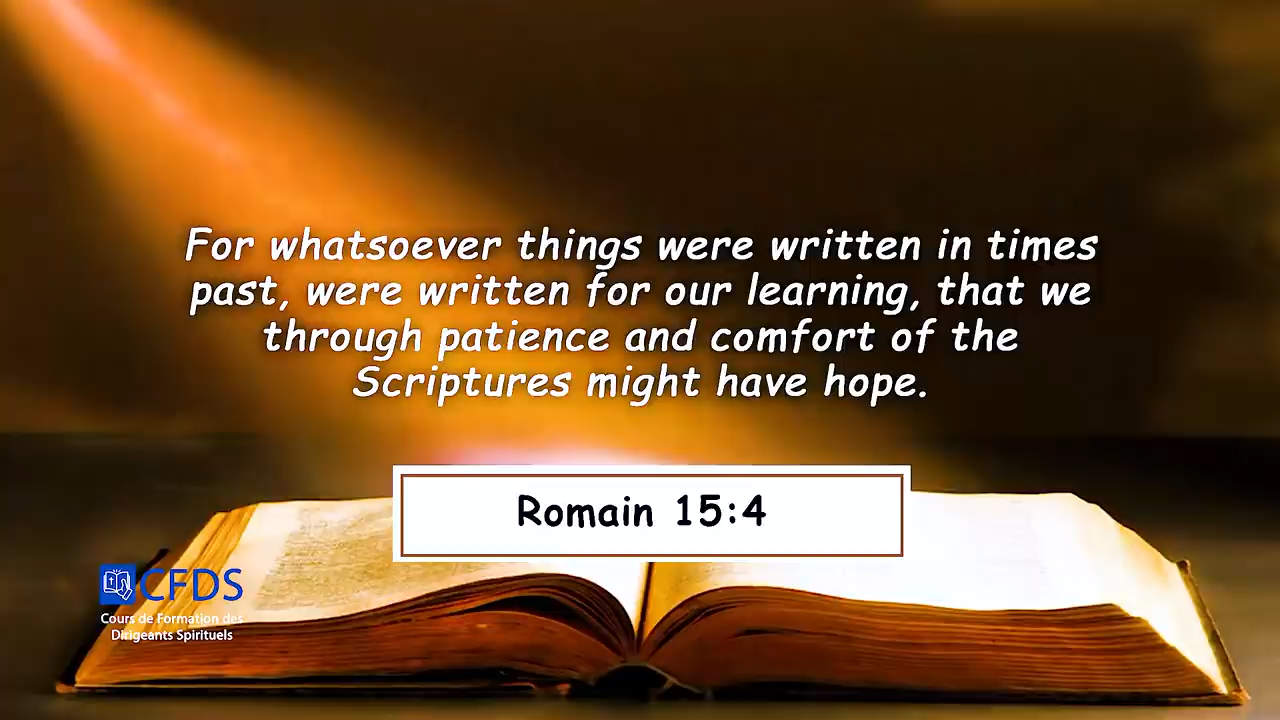 For whatsoever things were written in times
past, were written for our learning, that we
through patience and comfort of the
Scriptures might have hope.
Romain 15:4
CFDS
Cours de Formation des
Dirigeants Spirituels